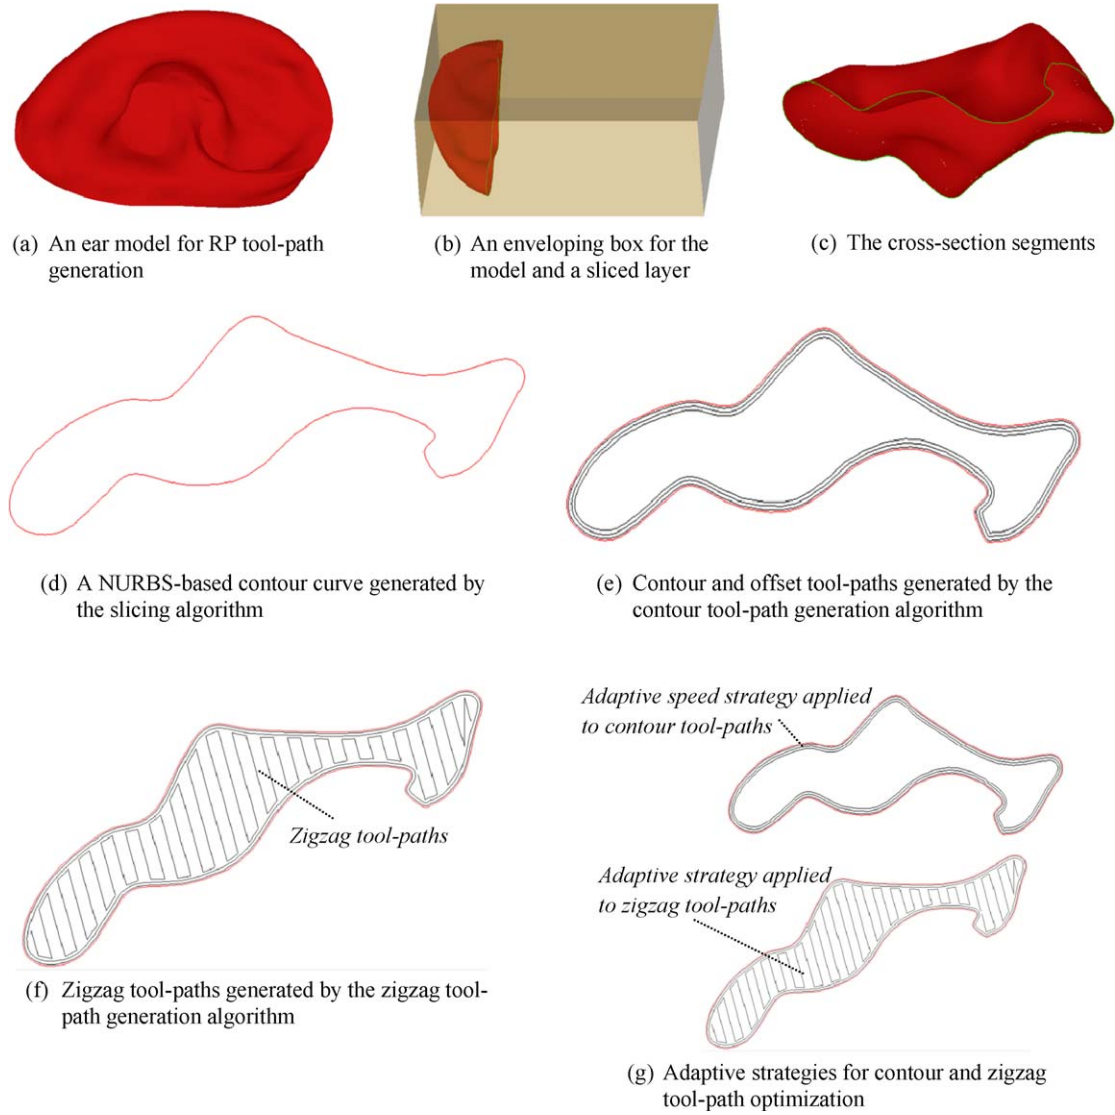 (a) An ear model for RP tool-path
generation
(b) An enveloping box for the
model and a sliced layer
(c) The cross-section segments
(d) A NURBS-based contour curve generated by
the slicing algorithm
(e) Contour and offset tool-paths generated by the
contour tool-path generation algorithm
Zigzag tool-paths
(f) Zigzag tool-paths generated by the zigzag tool-
path generation algorithm
Adaptive speed strategy applied
to contour tool-paths
Adaptive strategy applied
to zigzag tool-paths
(g) Adaptive strategies for contour and zigzag
tool-path optimization